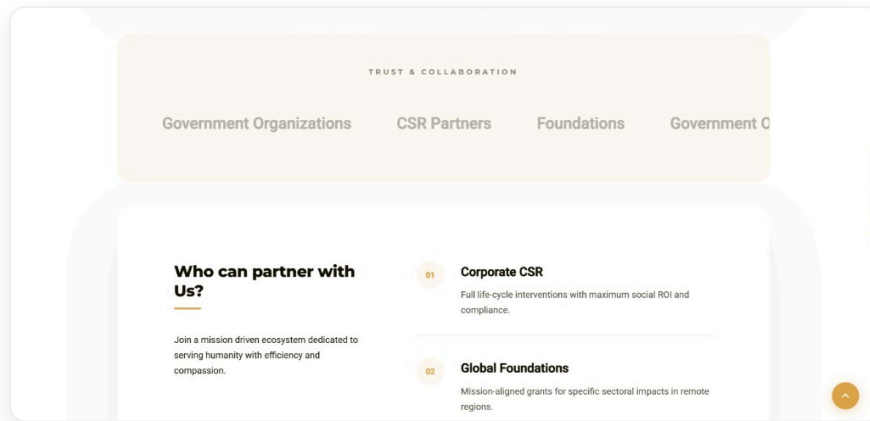 TRUST & COLLABORATION
Government Organizations CSR Partners Foundations Government O
Who can partner with
Us?
Join a mission driven ecosystem dedicated to
serving humanity with efficiency and
compassion.
01
Corporate CSR
Full life-cycle interventions with maximum social ROI and
compliance.
02
Global Foundations
Mission-aligned grants for specific sectoral impacts in remote
regions.